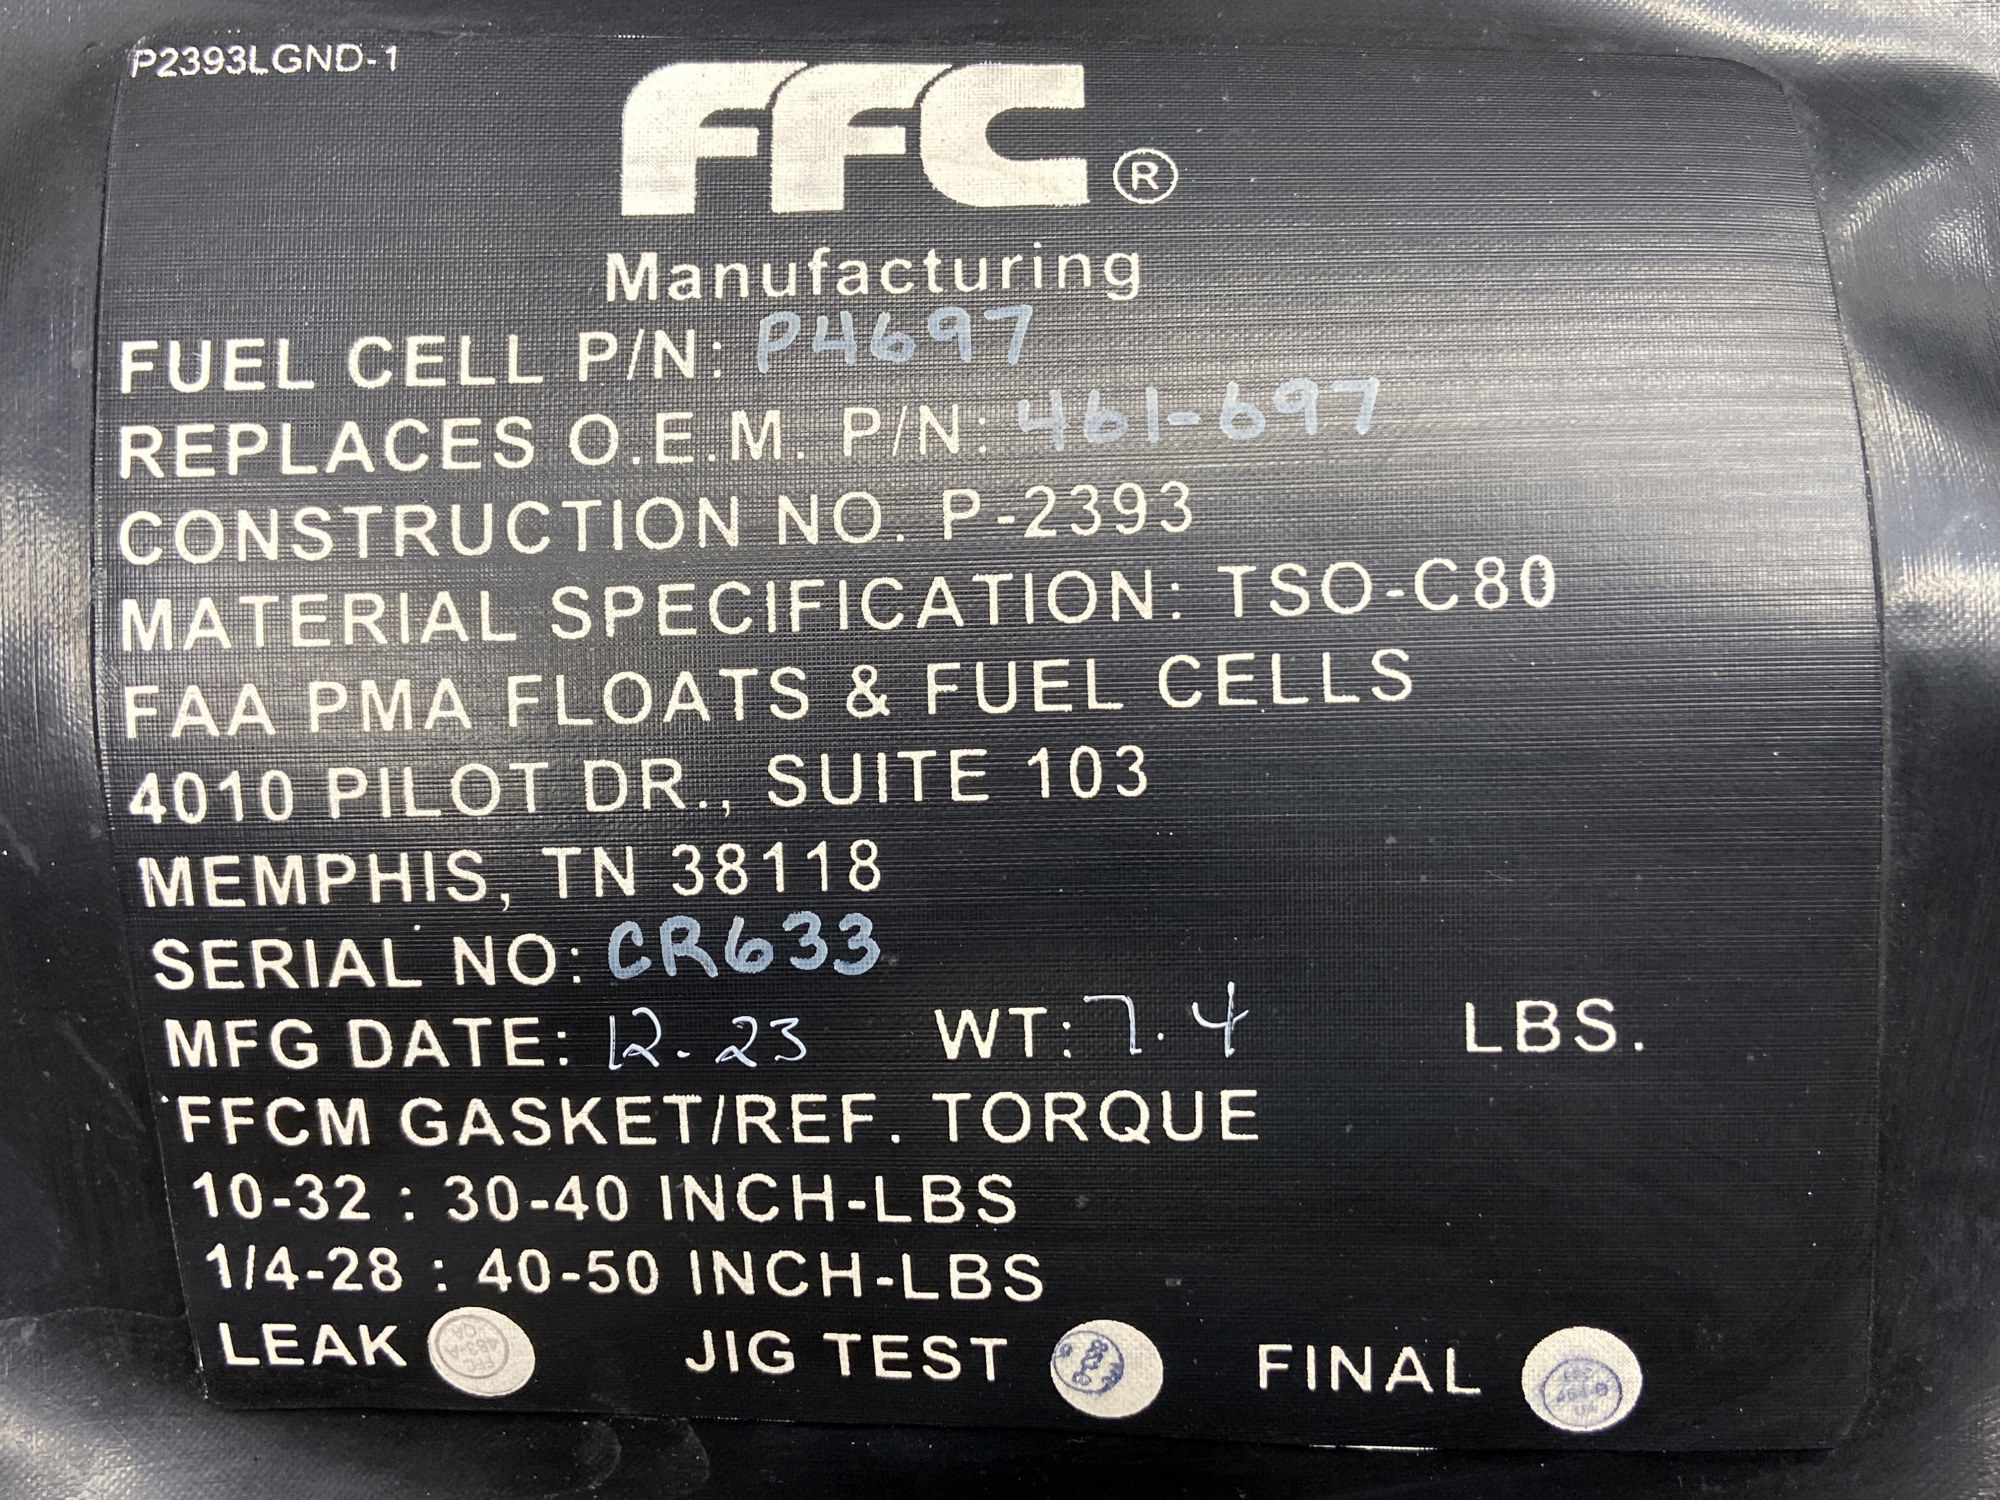 P2393LGND-1
FFC®
Manufacturing
FUEL CELL P/N: P4697
REPLACES O.E.M. P/N: 461-697
CONSTRUCTION NO. P-2393
MATERIAL SPECIFICATION: TSO-C80
FAA PMA FLOATS & FUEL CELLS
4010 PILOT DR., SUITE 103
MEMPHIS, TN 38118
SERIAL NO: CR633
MFG DATE: 12.23 WT: 7.4 LBS.
FFCM GASKET/REF. TORQUE
10-32 : 30-40 INCH-LBS
1/4-28 : 40-50 INCH-LBS
LEAK JIG TEST FINAL